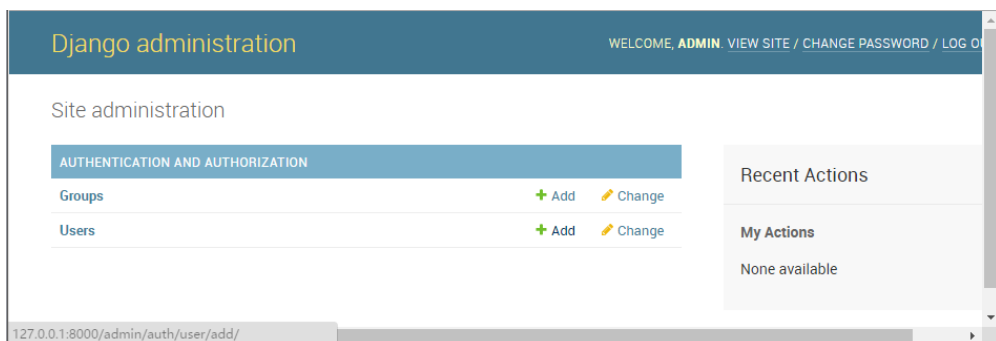 Django administration
WELCOME, ADMIN. VIEW SITE / CHANGE PASSWORD / LOG
Site administration
AUTHENTICATION AND AUTHORIZATION
Groups + Add Change
Users + Add Change
Recent Actions
My Actions
None available
127.0.0.1:8000/admin/auth/user/add/